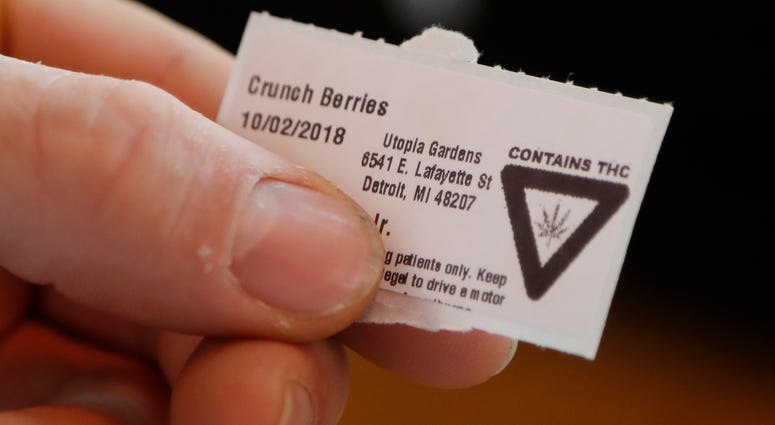 Crunch Berries
10/02/2018
Utopia Gardens
6541 E. Lafayette St
Detroit, MI 48207
Jr.
patients only. Keep
to drive a motor
CONTAINS THC